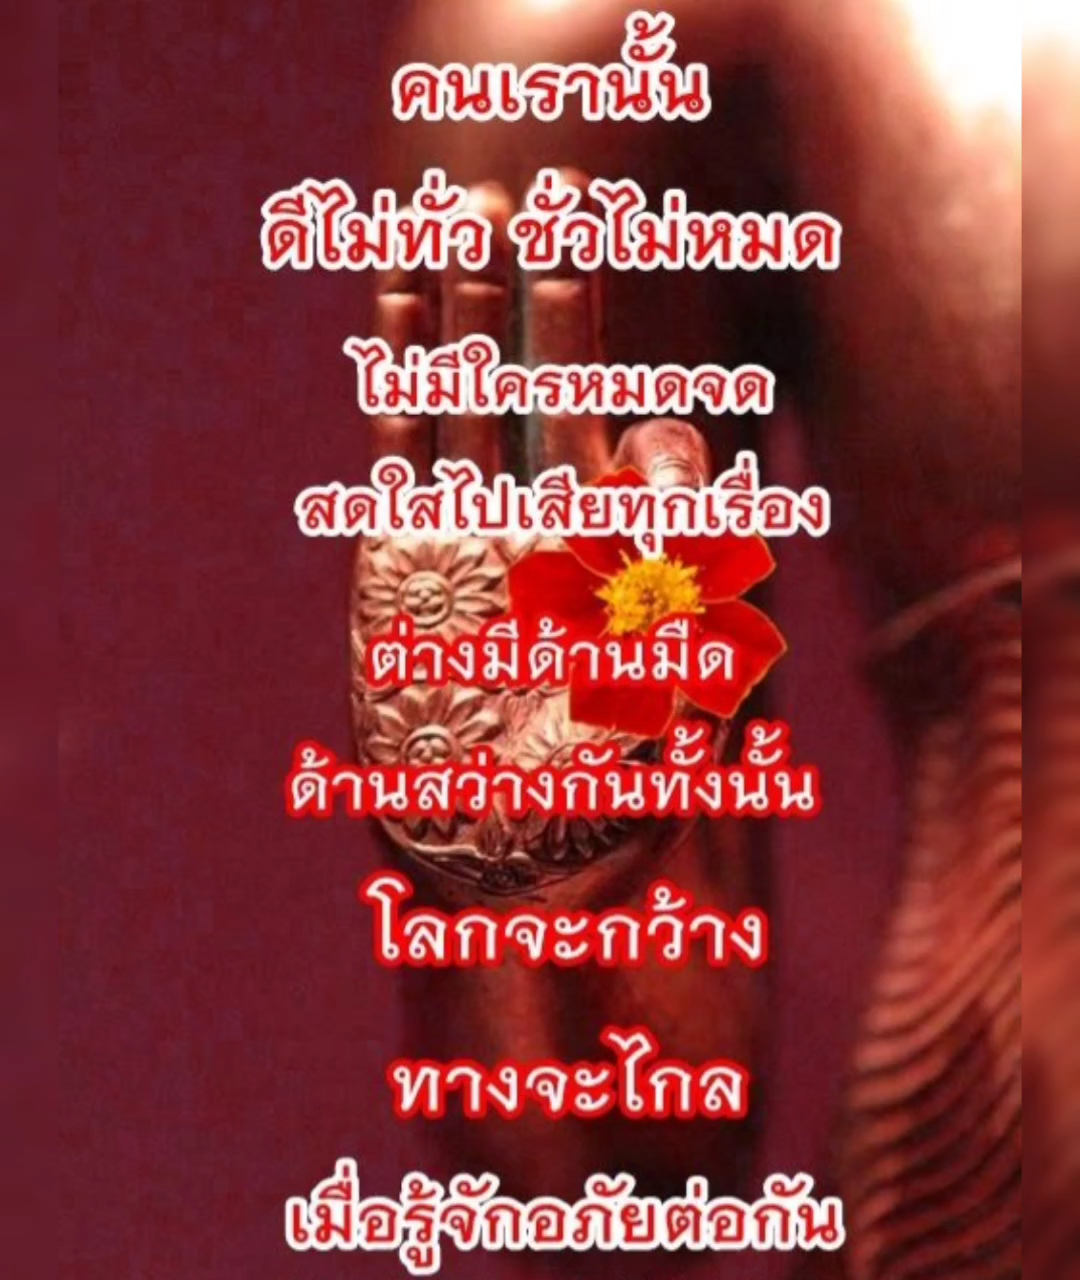 คนเรานั้น
ดีไม่ทั่ว ชั่วไม่หมด
ไม่มีใครหมดจด
สดใสไปเสียทุกเรื่อง
ต่างมีด้านมืด
ด้านสว่างกันทั้งนั้น
โลกจะกว้าง
ทางจะไกล
เมื่อรู้จักอภัยต่อกัน